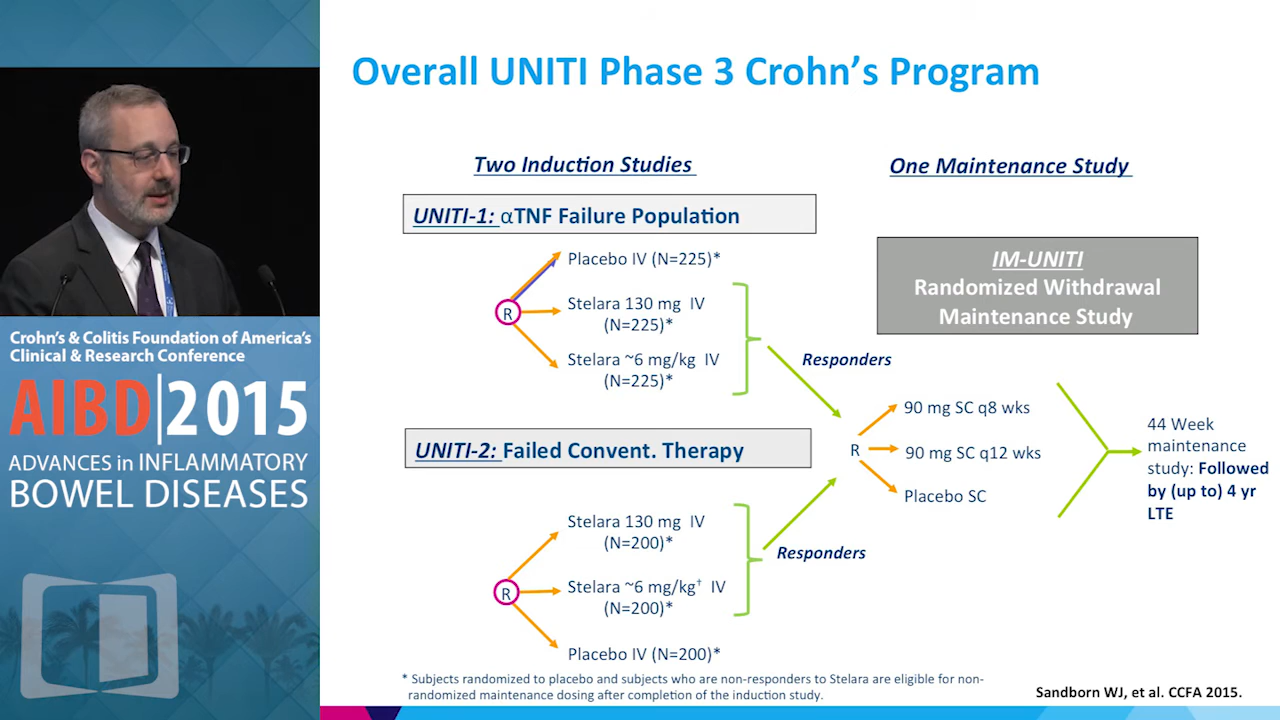 Overall UNITI Phase 3 Crohn's Program
Two Induction Studies
One Maintenance Study
UNITI-1: αTNF Failure Population
R
Placebo IV (N=225)*
Stelara 130 mg IV
(N=225)*
Stelara ~6 mg/kg IV
(N=225)*
Responders
UNITI-2: Failed Convent. Therapy
R
Stelara 130 mg IV
(N=200)*
Stelara ~6 mg/kg† IV
(N=200)*
Placebo IV (N=200)*
Responders
IM-UNITI
Randomized Withdrawal
Maintenance Study
R
90 mg SC q8 wks
90 mg SC q12 wks
Placebo SC
44 Week
maintenance
study: Followed
by (up to) 4 yr
LTE
* Subjects randomized to placebo and subjects who are non-responders to Stelara are eligible for non-
randomized maintenance dosing after completion of the induction study.
Sandborn WJ, et al. CCFA 2015.
Crohn's & Colitis Foundation of America's
Clinical & Research Conference
AIBD|2015
ADVANCES in INFLAMMATORY
BOWEL DISEASES